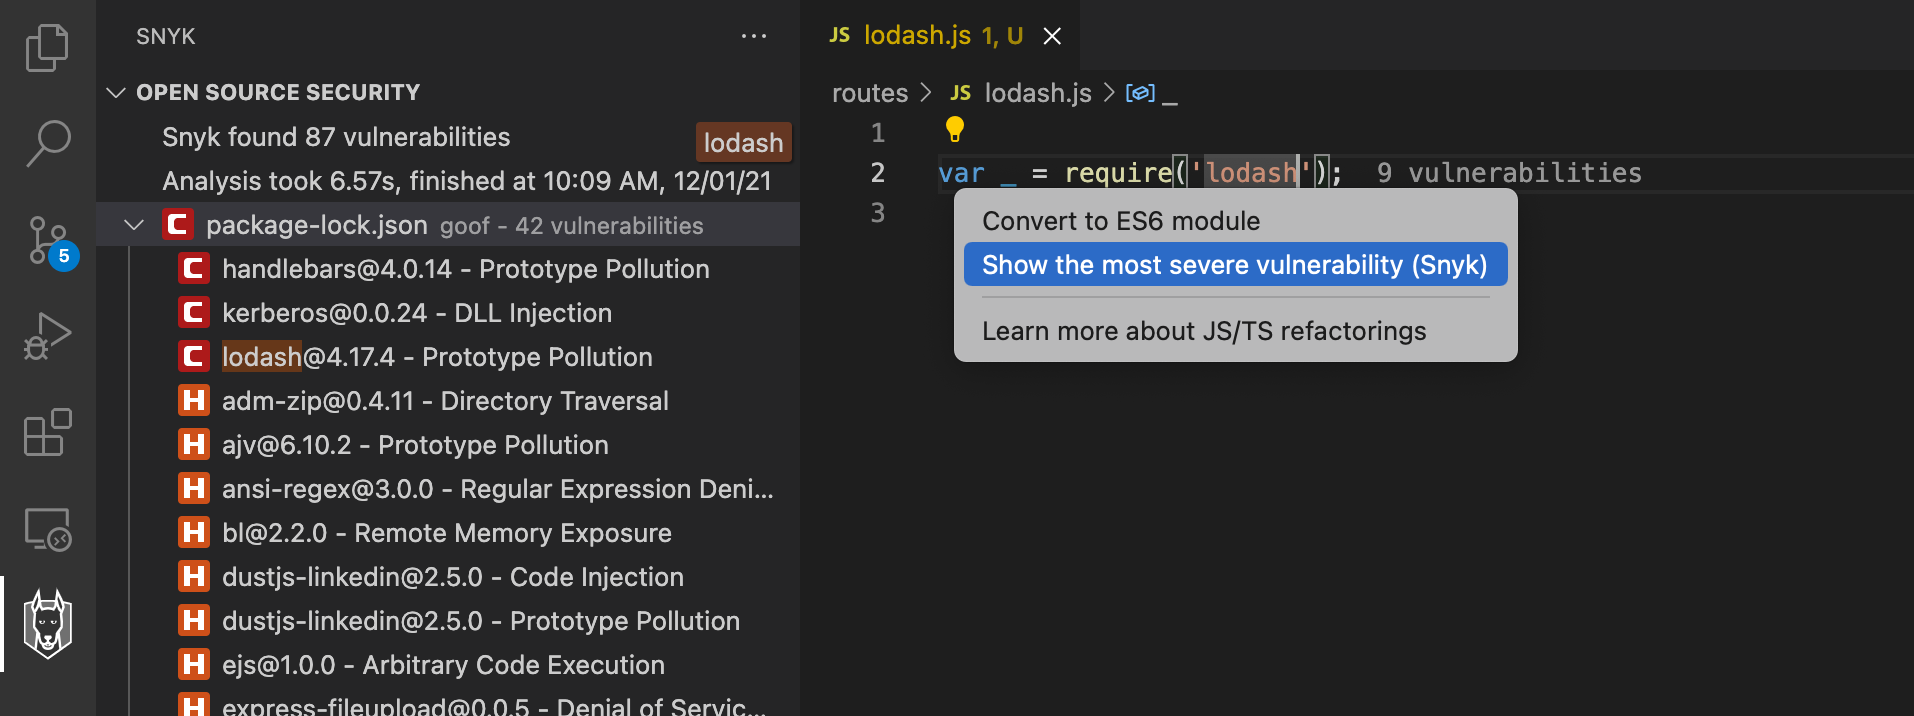 SNYK
OPEN SOURCE SECURITY
Snyk found 87 vulnerabilities
lodash
Analysis took 6.57s, finished at 10:09 AM, 12/01/21
package-lock.json goof - 42 vulnerabilities
C handlebars@4.0.14 - Prototype Pollution
C kerberos@0.0.24 - DLL Injection
C lodash@4.17.4 - Prototype Pollution
H adm-zip@0.4.11 - Directory Traversal
H ajv@6.10.2 - Prototype Pollution
H ansi-regex@3.0.0 - Regular Expression Deni...
H bl@2.2.0 - Remote Memory Exposure
H dustjs-linkedin@2.5.0 - Code Injection
H dustjs-linkedin@2.5.0 - Prototype Pollution
H ejs@1.0.0 - Arbitrary Code Execution
H express-fileupload@0.0.5 - Denial of Servic...
5
JS lodash.js 1, U
routes > JS lodash.js > _
1
2 var _ = require('lodash'); 9 vulnerabilities
3
Convert to ES6 module
Show the most severe vulnerability (Snyk)
Learn more about JS/TS refactorings